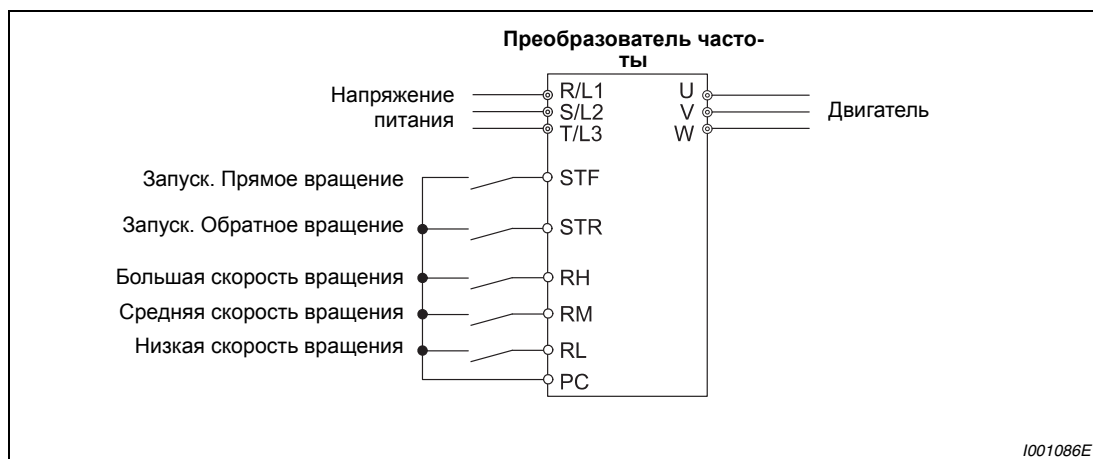 Преобразователь часто-
ты
Напряжение
питания
R/L1
S/L2
T/L3
U
V
W
Двигатель
Запуск. Прямое вращение
STF
Запуск. Обратное вращение
STR
Большая скорость вращения
RH
Средняя скорость вращения
RM
Низкая скорость вращения
RL
PC
I001086E